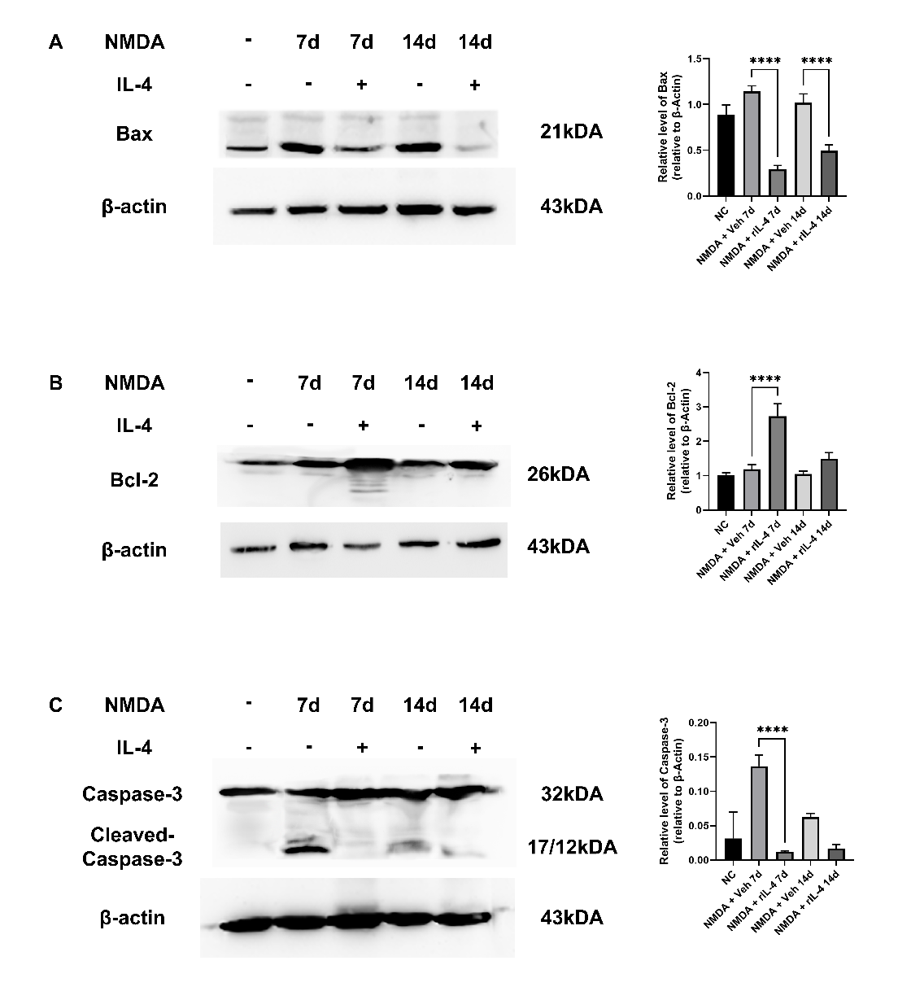 A NMDA - 7d 7d 14d 14d
IL-4 - - + - +
Bax 21kDA
β-actin 43kDA
Relative level of Bax
(relative to β-Actin)
1.5
1.0
0.5
0.0
**** ****
NC
NMDA + Veh 7d
NMDA + rIL-4 7d
NMDA + Veh 14d
NMDA + rIL-4 14d
B NMDA - 7d 7d 14d 14d
IL-4 - - + - +
Bcl-2 26kDA
β-actin 43kDA
Relative level of Bcl-2
(relative to β-Actin)
4
3
2
1
0
****
NC
NMDA + Veh 7d
NMDA + rIL-4 7d
NMDA + Veh 14d
NMDA + rIL-4 14d
C NMDA - 7d 7d 14d 14d
IL-4 - - + - +
Caspase-3 32kDA
Cleaved-
Caspase-3 17/12kDA
β-actin 43kDA
Relative level of Caspase-3
(relative to β-Actin)
0.20
0.15
0.10
0.05
0.00
****
NC
NMDA + Veh 7d
NMDA + rIL-4 7d
NMDA + Veh 14d
NMDA + rIL-4 14d